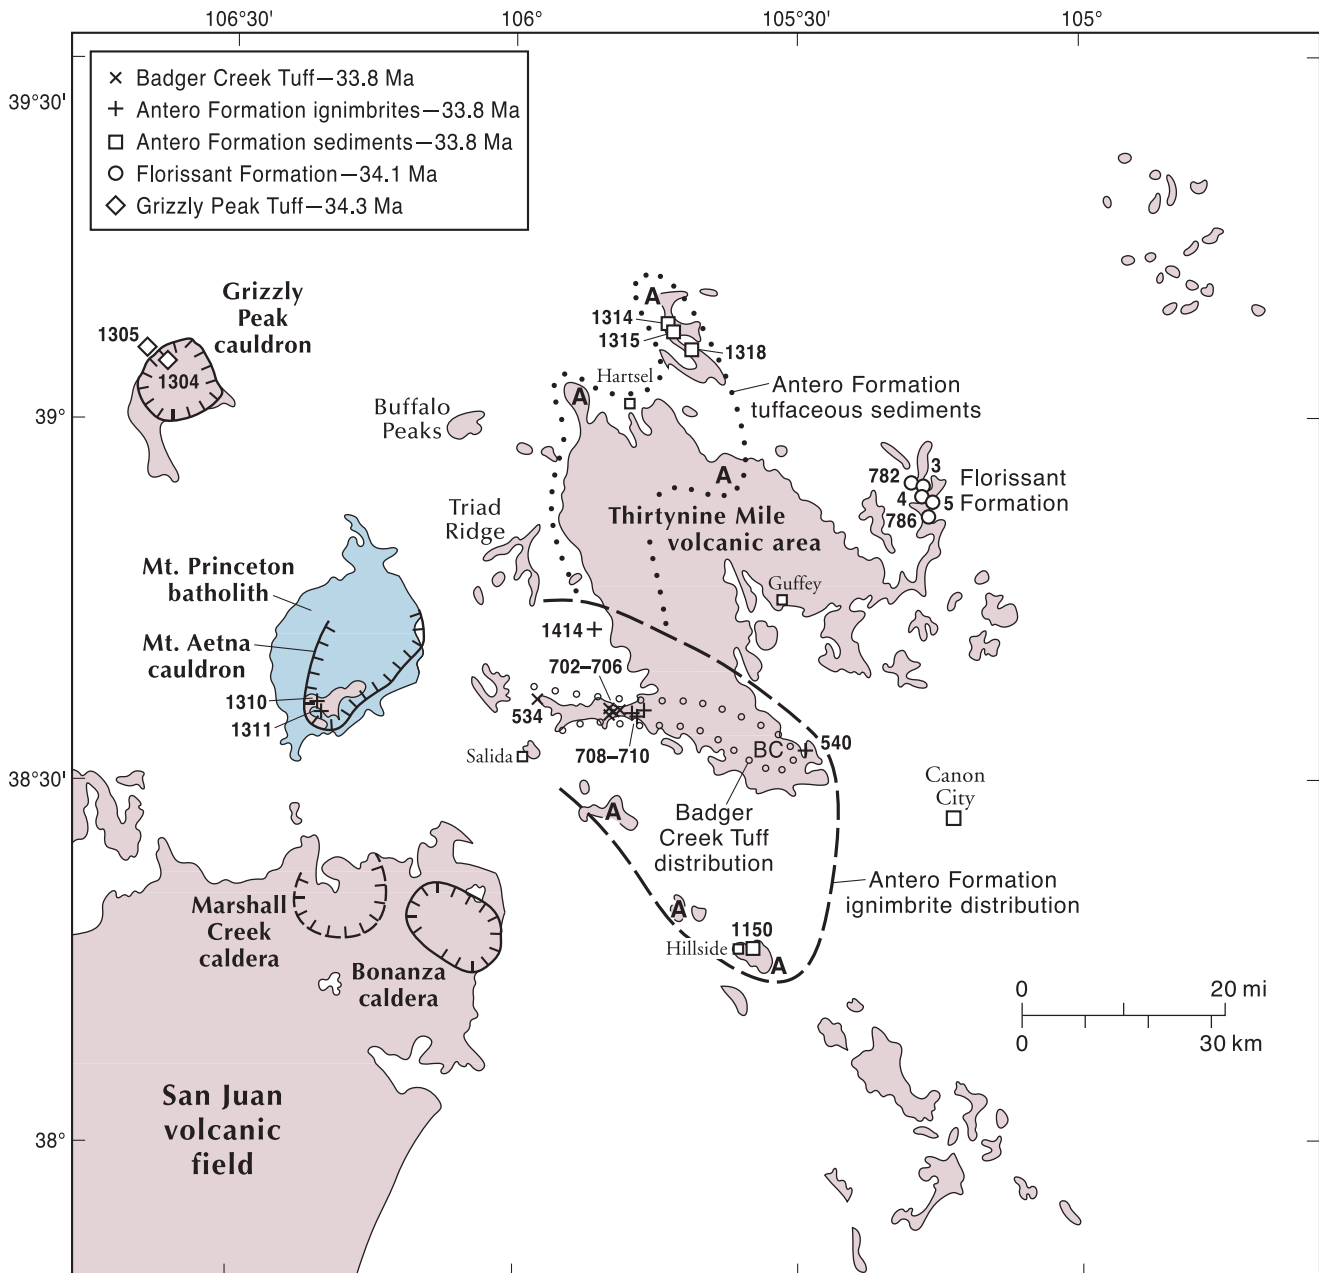 106°30'
106°
105°30'
105°
39°30'
39°
38°30'
38°
Badger Creek Tuff—33.8 Ma
Antero Formation ignimbrites—33.8 Ma
Antero Formation sediments—33.8 Ma
Florissant Formation—34.1 Ma
Grizzly Peak Tuff—34.3 Ma
Grizzly
Peak
cauldron
1305
1304
A
1314
1315
1318
Hartsel
A
Antero Formation
tuffaceous sediments
Buffalo
Peaks
A
782
3
4
5
786
Florissant
Formation
Triad
Ridge
Thirtynine Mile
volcanic area
Guffey
Mt. Princeton
batholith
Mt. Aetna
cauldron
1310
1311
1414
702–706
534
708–710
BC
540
Salida
Canon
City
A
Badger
Creek Tuff
distribution
Antero Formation
ignimbrite distribution
Marshall
Creek
caldera
Bonanza
caldera
A
1150
Hillside
A
0
20 mi
0
30 km
San Juan
volcanic
field